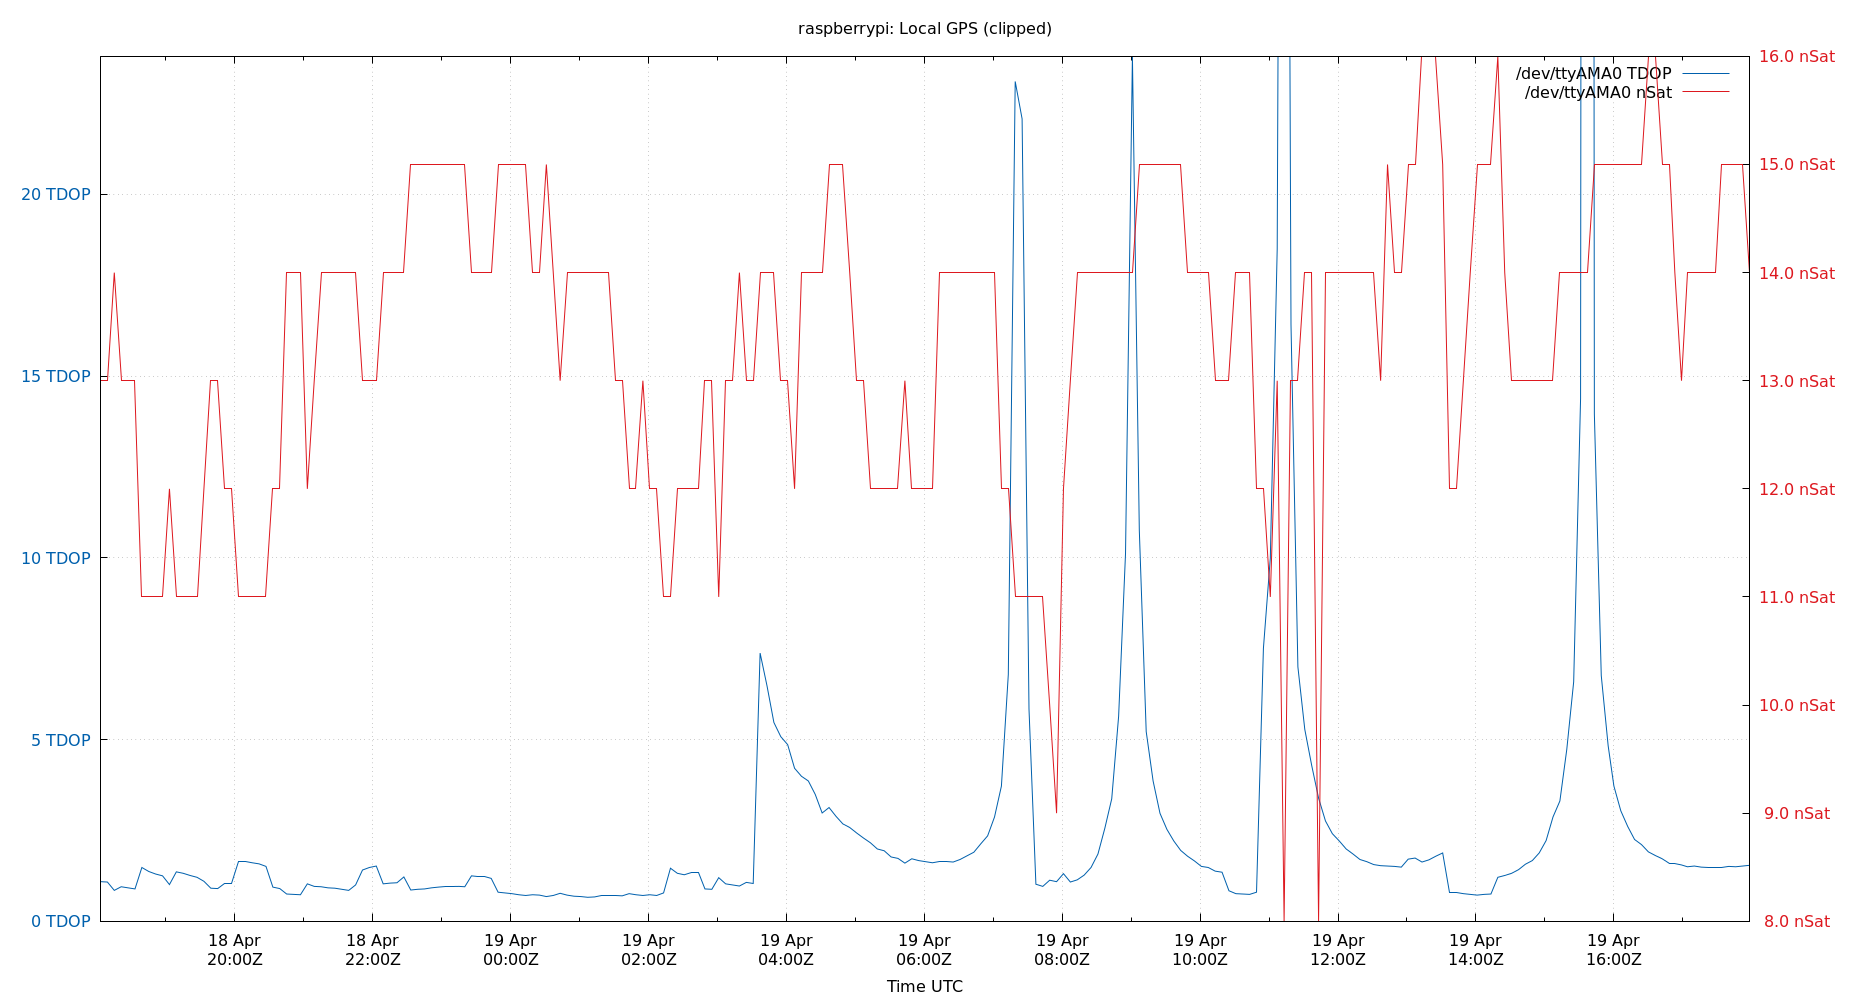 raspberrypi: Local GPS (clipped)
16.0 nSat
/dev/ttyAMA0 TDOP
/dev/ttyAMA0 nSat
15.0 nSat
20 TDOP
14.0 nSat
15 TDOP
13.0 nSat
12.0 nSat
10 TDOP
11.0 nSat
10.0 nSat
5 TDOP
9.0 nSat
0 TDOP
8.0 nSat
18 Apr 18 Apr 19 Apr 19 Apr 19 Apr 19 Apr 19 Apr 19 Apr 19 Apr 19 Apr 19 Apr
20:00Z 22:00Z 00:00Z 02:00Z 04:00Z 06:00Z 08:00Z 10:00Z 12:00Z 14:00Z 16:00Z
Time UTC